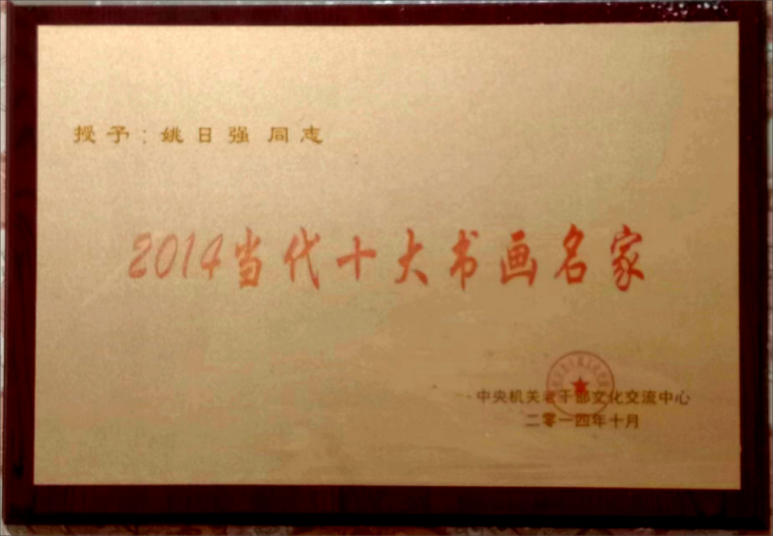 授予：姚日强 同志
2014当代十大书画名家
中央机关老干部文化交流中心
二零一四年十月